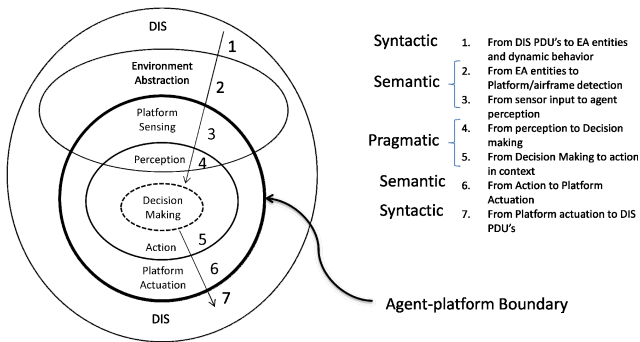 DIS
1
Environment
Abstraction
2
Platform
Sensing
3
Perception
4
Decision
Making
5
Action
6
Platform
Actuation
7
DIS
Syntactic
1. From DIS PDU's to EA entities
and dynamic behavior
Semantic
2. From EA entities to
Platform/airframe detection
3. From sensor input to agent
perception
Pragmatic
4. From perception to Decision
making
5. From Decision Making to action
in context
Semantic
6. From Action to Platform
Actuation
Syntactic
7. From Platform actuation to DIS
PDU's
Agent-platform Boundary